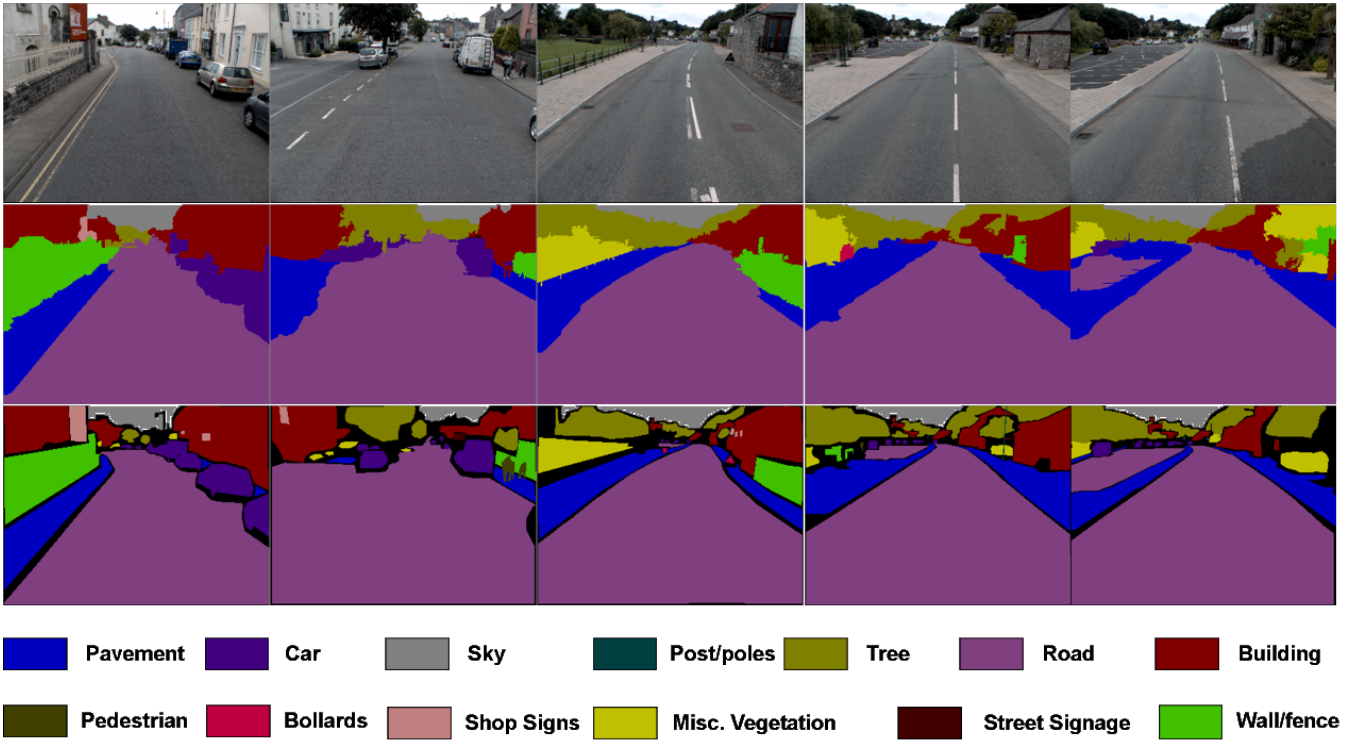 Pavement Car Sky Post/poles Tree Road Building
Pedestrian Bollards Shop Signs Misc. Vegetation Street Signage Wall/fence